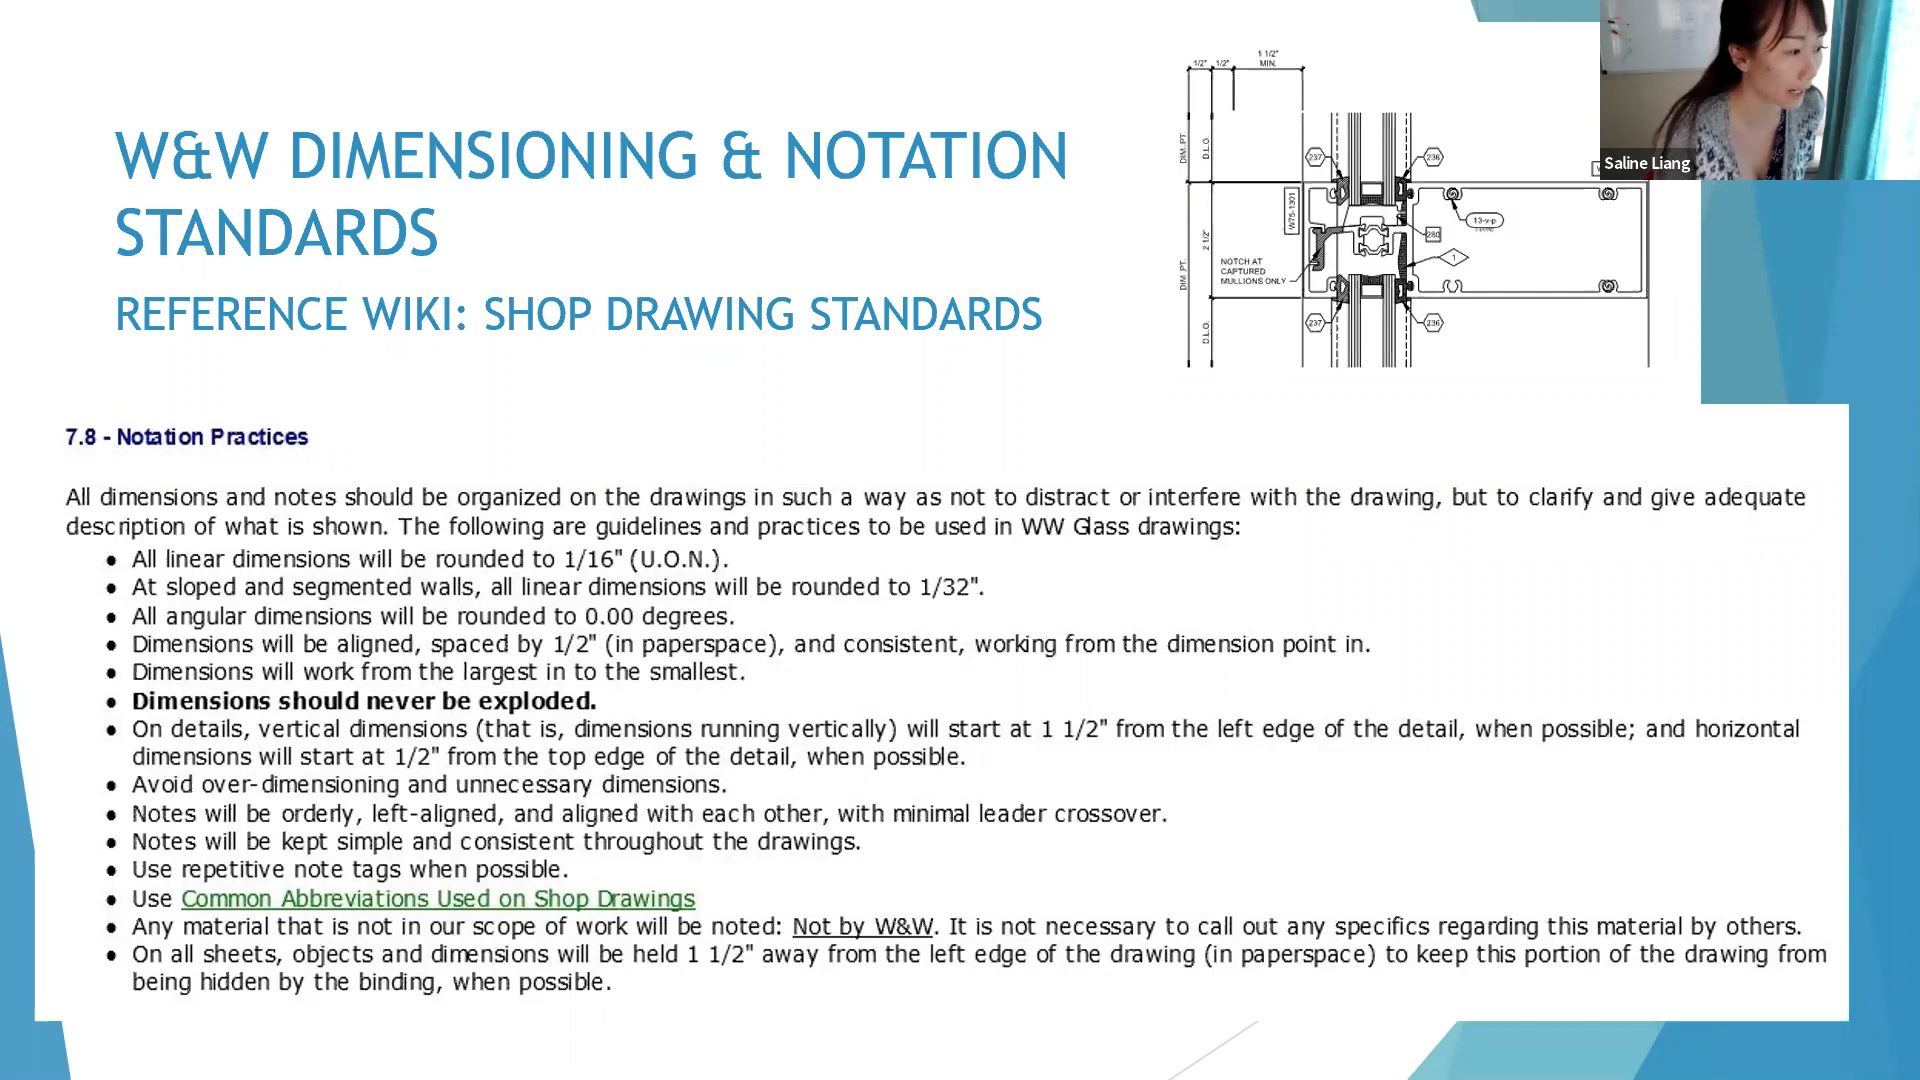 W&W DIMENSIONING & NOTATION
STANDARDS
REFERENCE WIKI: SHOP DRAWING STANDARDS
1/2"
1/2"
1 1/2"
MIN.
DIM. PT.
D.L.O.
237
236
W75-1301
13-v-p
280
2 1/2"
1
NOTCH AT
CAPTURED
MULLIONS ONLY
DIM .PT.
D.L.O.
237
236
Saline Liang
7.8 - Notation Practices
All dimensions and notes should be organized on the drawings in such a way as not to distract or interfere with the drawing, but to clarify and give adequate
description of what is shown. The following are guidelines and practices to be used in WW Glass drawings:
• All linear dimensions will be rounded to 1/16" (U.O.N.).
• At sloped and segmented walls, all linear dimensions will be rounded to 1/32".
• All angular dimensions will be rounded to 0.00 degrees.
• Dimensions will be aligned, spaced by 1/2" (in paperspace), and consistent, working from the dimension point in.
• Dimensions will work from the largest in to the smallest.
• Dimensions should never be exploded.
• On details, vertical dimensions (that is, dimensions running vertically) will start at 1 1/2" from the left edge of the detail, when possible; and horizontal
dimensions will start at 1/2" from the top edge of the detail, when possible.
• Avoid over-dimensioning and unnecessary dimensions.
• Notes will be orderly, left-aligned, and aligned with each other, with minimal leader crossover.
• Notes will be kept simple and consistent throughout the drawings.
• Use repetitive note tags when possible.
• Use Common Abbreviations Used on Shop Drawings
• Any material that is not in our scope of work will be noted: Not by W&W. It is not necessary to call out any specifics regarding this material by others.
• On all sheets, objects and dimensions will be held 1 1/2" away from the left edge of the drawing (in paperspace) to keep this portion of the drawing from
being hidden by the binding, when possible.